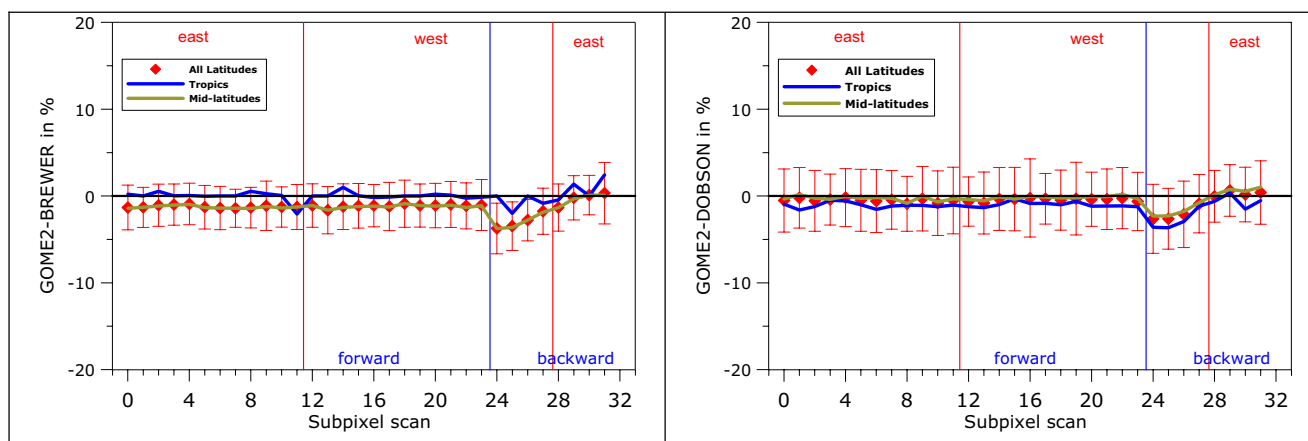 20
10
0
-10
-20
GOME2-BREWER in %
east
west
east
All Latitudes
Tropics
Mid-latitudes
forward
backward
0 4 8 12 16 20 24 28 32
Subpixel scan
20
10
0
-10
-20
GOME2-DOBSON in %
east
west
east
All Latitudes
Tropics
Mid-latitudes
forward
backward
0 4 8 12 16 20 24 28 32
Subpixel scan